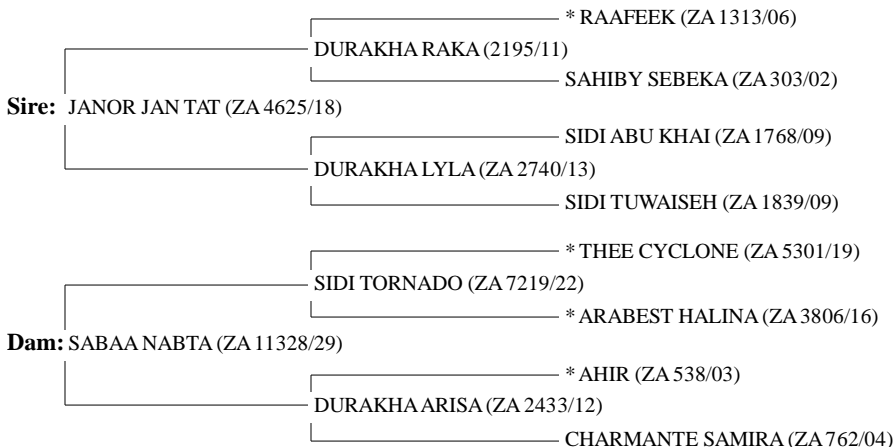 * RAAFEEK (ZA 1313/06)
DURAKHA RAKA (2195/11)
SAHIBY SEBEKA (ZA 303/02)
Sire: JANOR JAN TAT (ZA 4625/18)
SIDI ABU KHAI (ZA 1768/09)
DURAKHA LYLA (ZA 2740/13)
SIDI TUWAISEH (ZA 1839/09)
* THEE CYCLONE (ZA 5301/19)
SIDI TORNADO (ZA 7219/22)
* ARABEST HALINA (ZA 3806/16)
Dam: SABAA NABTA (ZA 11328/29)
* AHIR (ZA 538/03)
DURAKHA ARISA (ZA 2433/12)
CHARMANTE SAMIRA (ZA 762/04)